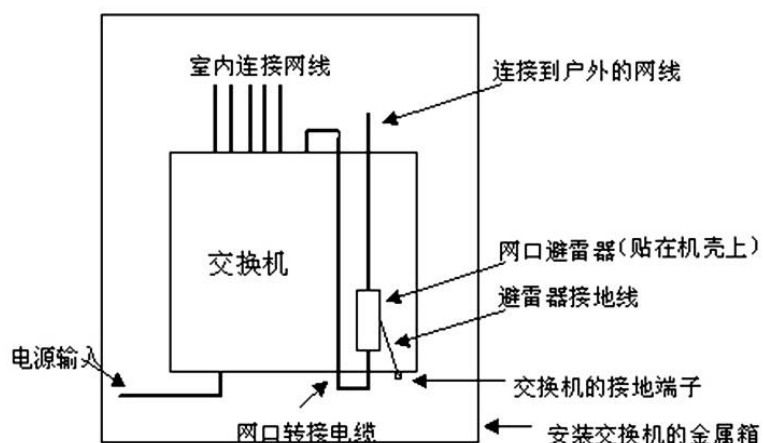 室内连接网线
连接到户外的网线
交换机
网口避雷器(贴在机壳上)
避雷器接地线
电源输入
交换机的接地端子
网口转接电缆
安装交换机的金属箱